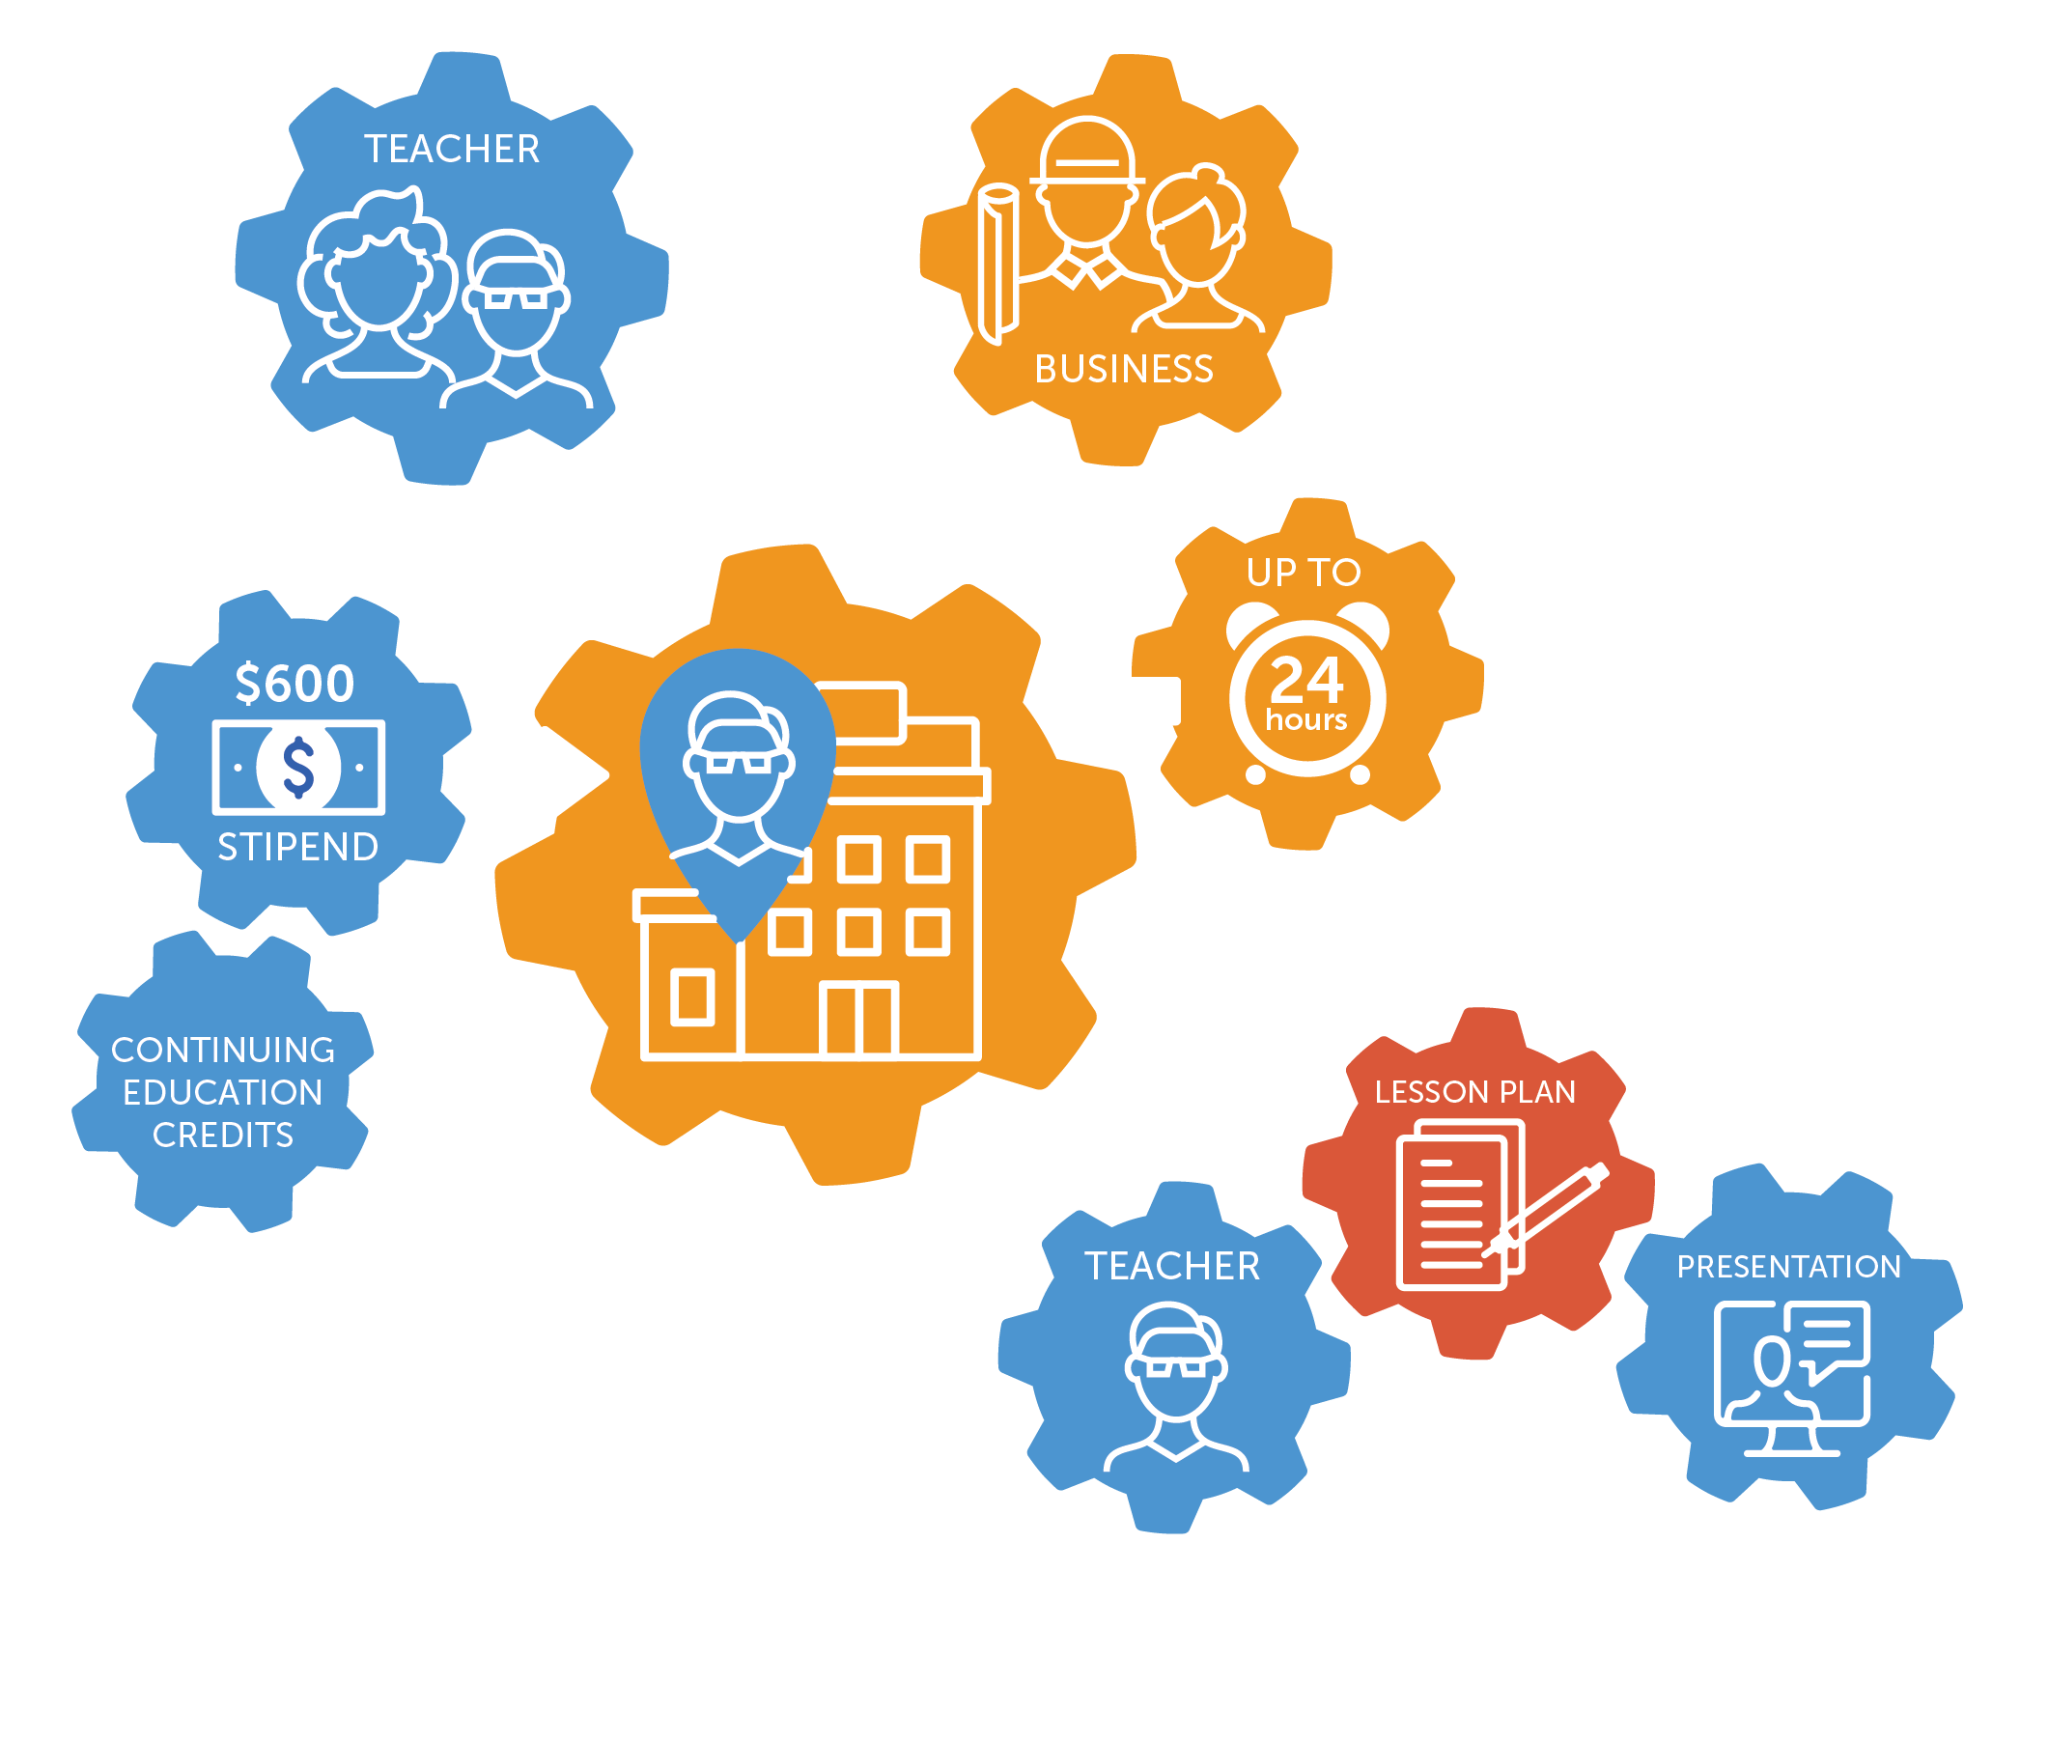 TEACHER
BUSINESS
UP TO
24
hours
$600
$
STIPEND
CONTINUING
EDUCATION
CREDITS
LESSON PLAN
TEACHER
PRESENTATION